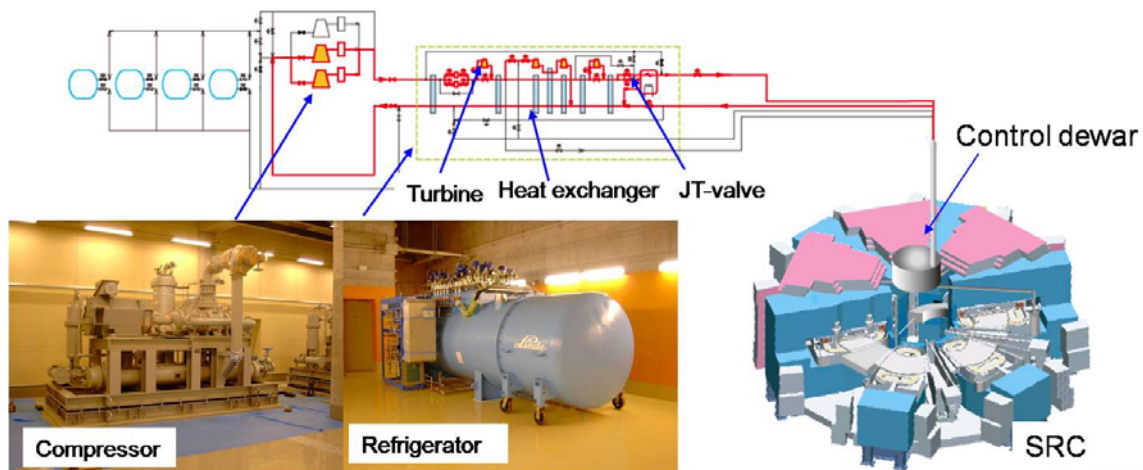 Control dewar
Turbine
Heat exchanger
JT-valve
Linde
Compressor
Refrigerator
SRC